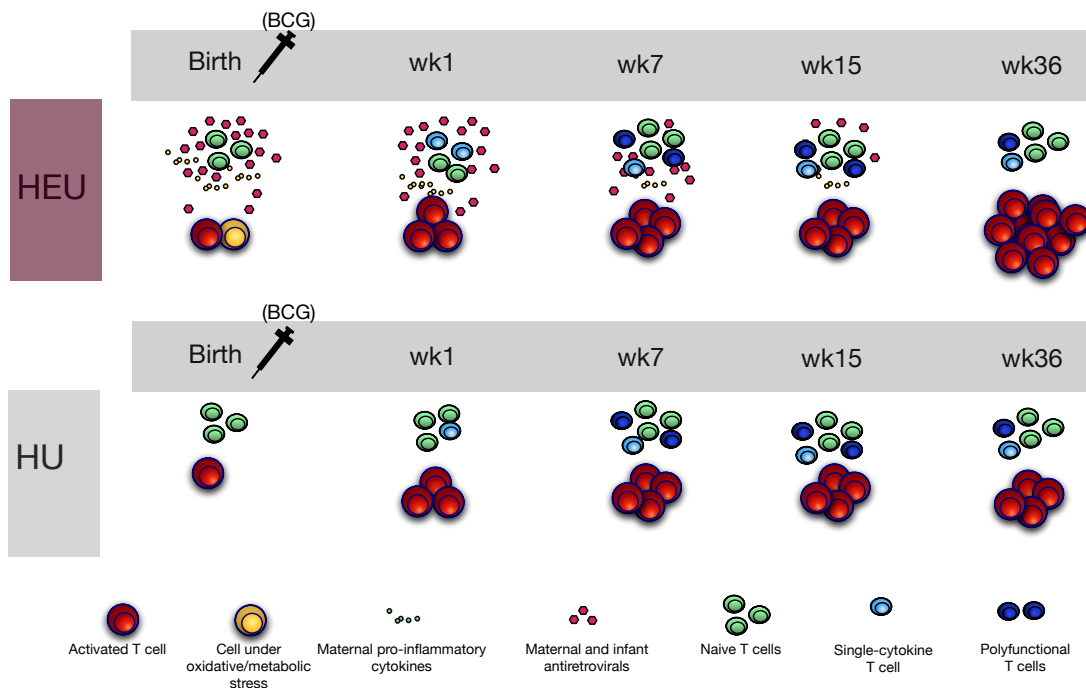 (BCG)
Birth wk1 wk7 wk15 wk36
HEU
(BCG)
Birth wk1 wk7 wk15 wk36
HU
Activated T cell
Cell under
oxidative/metabolic
stress
Maternal pro-inflammatory
cytokines
Maternal and infant
antiretrovirals
Naive T cells
Single-cytokine
T cell
Polyfunctional
T cells